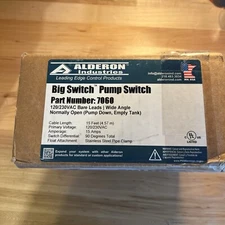 ALDERON
Industries
Leading Edge Control Products
Big Switch™ Pump Switch
Part Number: 7060
120/230VAC Bare Leads | Wide Angle
Normally Open (Pump Down, Empty Tank)
Cable Length: 15 Feet (4.57 m)
Primary Voltage: 120/230VAC
Amperage: 15 Amps
Switch Differential: 90 Degrees Total
Float Attachment: Stainless Steel Pipe Clamp